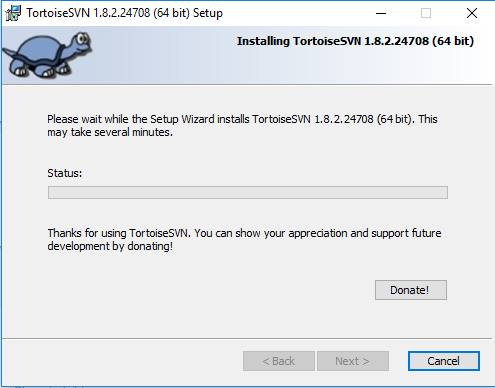 TortoiseSVN 1.8.2.24708 (64 bit) Setup
Installing TortoiseSVN 1.8.2.24708 (64 bit)
Please wait while the Setup Wizard installs TortoiseSVN 1.8.2.24708 (64 bit). This
may take several minutes.
Status:
Thanks for using TortoiseSVN. You can show your appreciation and support future
development by donating!
Donate!
< Back
Next >
Cancel